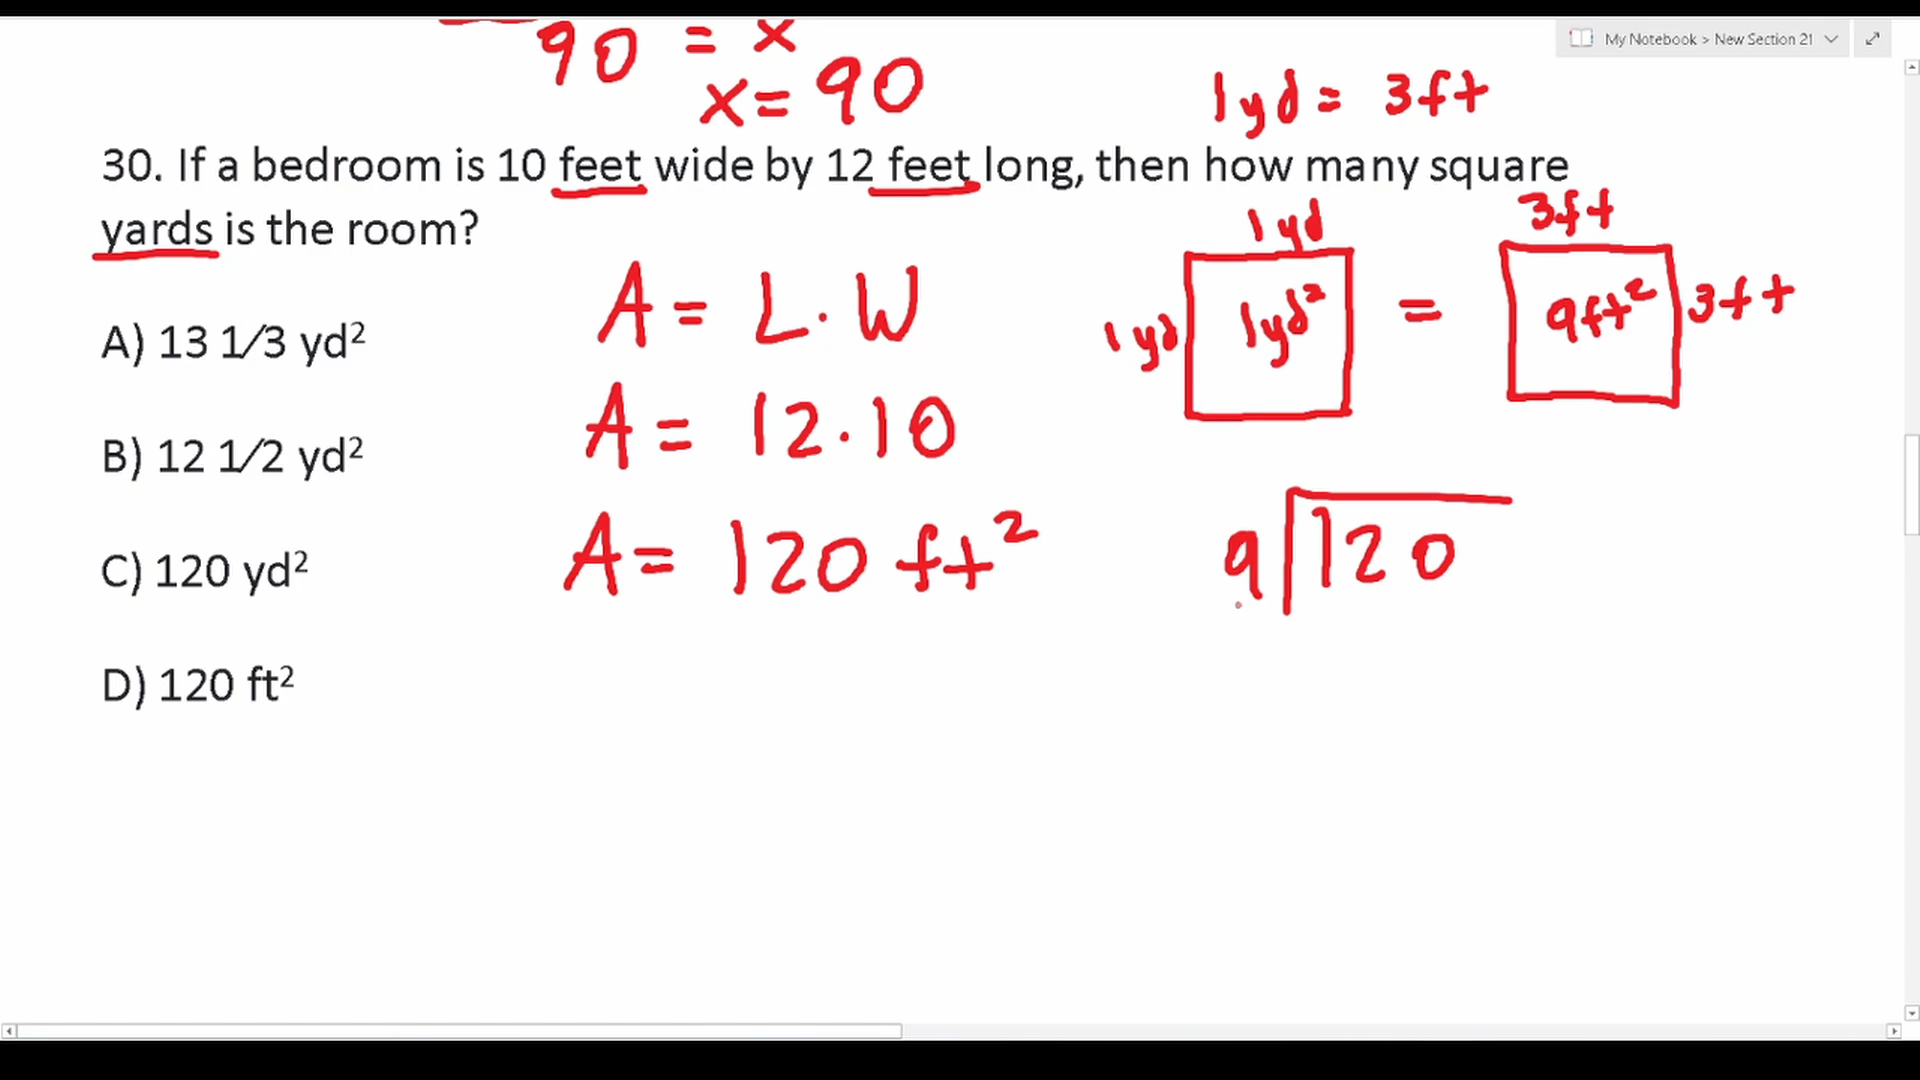 My Notebook > New Section 21
90 = x
x = 90
1yd = 3ft
30. If a bedroom is 10 feet wide by 12 feet long, then how many square
yards is the room?
A) 13 1/3 yd²
B) 12 1/2 yd²
C) 120 yd²
D) 120 ft²
A = L · W
A = 12 · 10
A = 120 ft²
1yd
1yd
1yd²
=
3ft
9ft²
3ft
9 120